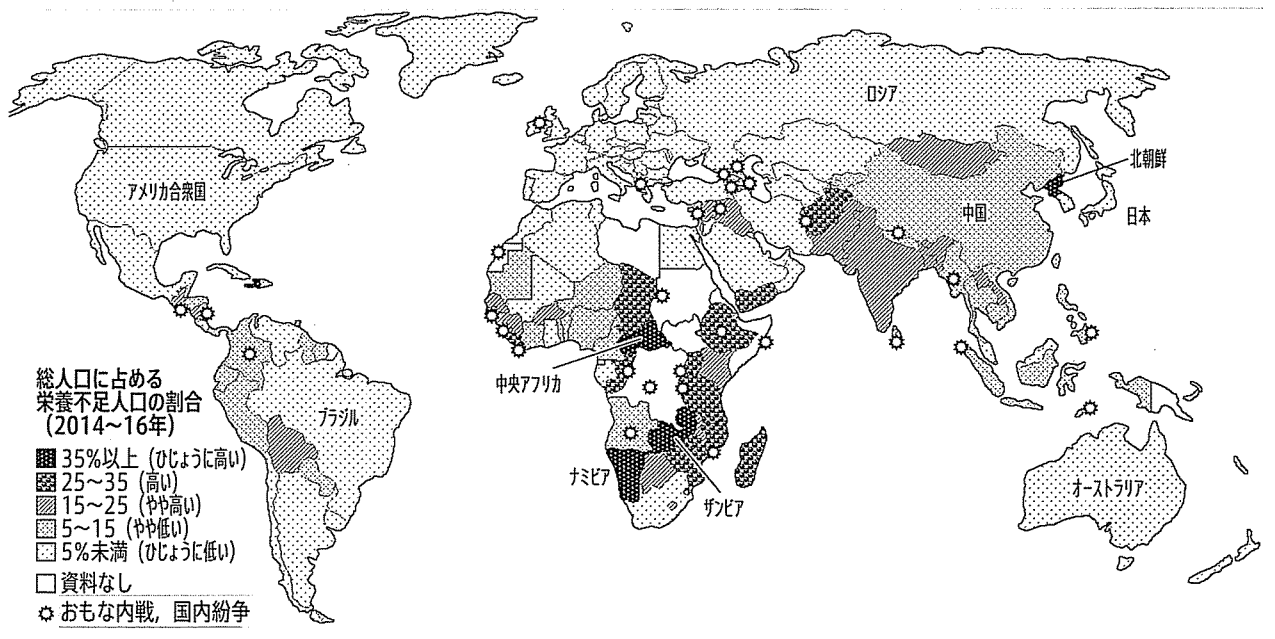 ロシア
北朝鮮
アメリカ合衆国
中国
日本
中央アフリカ
ブラジル
ナミビア
ザンビア
オーストラリア
総人口に占める
栄養不足人口の割合
(2014〜16年)
35%以上 (ひじょうに高い)
25〜35 (高い)
15〜25 (やや高い)
5〜15 (やや低い)
5%未満 (ひじょうに低い)
資料なし
おもな内戦，国内紛争